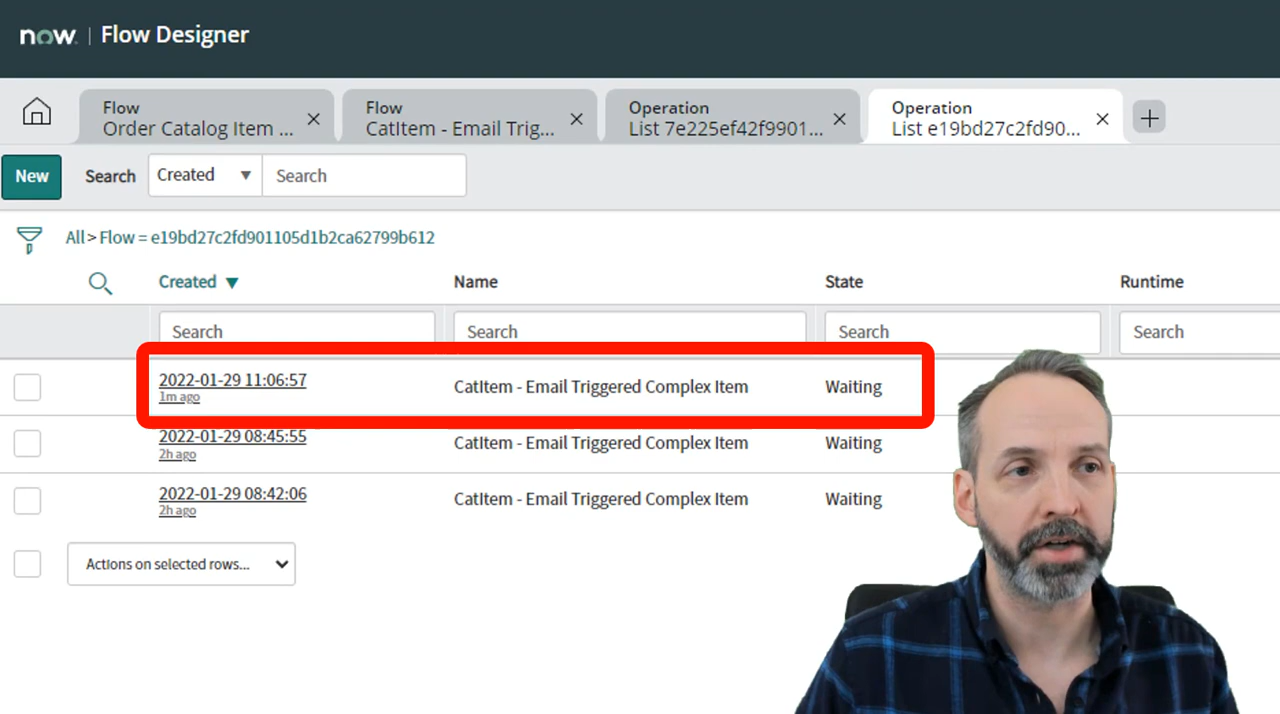 now. | Flow Designer
Flow
Order Catalog Item ...
Flow
CatItem - Email Trig...
Operation
List 7e225ef42f9901...
Operation
List e19bd27c2fd90...
New
Search
Created
Search
All > Flow = e19bd27c2fd901105d1b2ca62799b612
Created
Name
State
Runtime
Search
Search
Search
Search
2022-01-29 11:06:57
1m ago
CatItem - Email Triggered Complex Item
Waiting
2022-01-29 08:45:55
2h ago
CatItem - Email Triggered Complex Item
Waiting
2022-01-29 08:42:06
2h ago
CatItem - Email Triggered Complex Item
Waiting
Actions on selected rows...